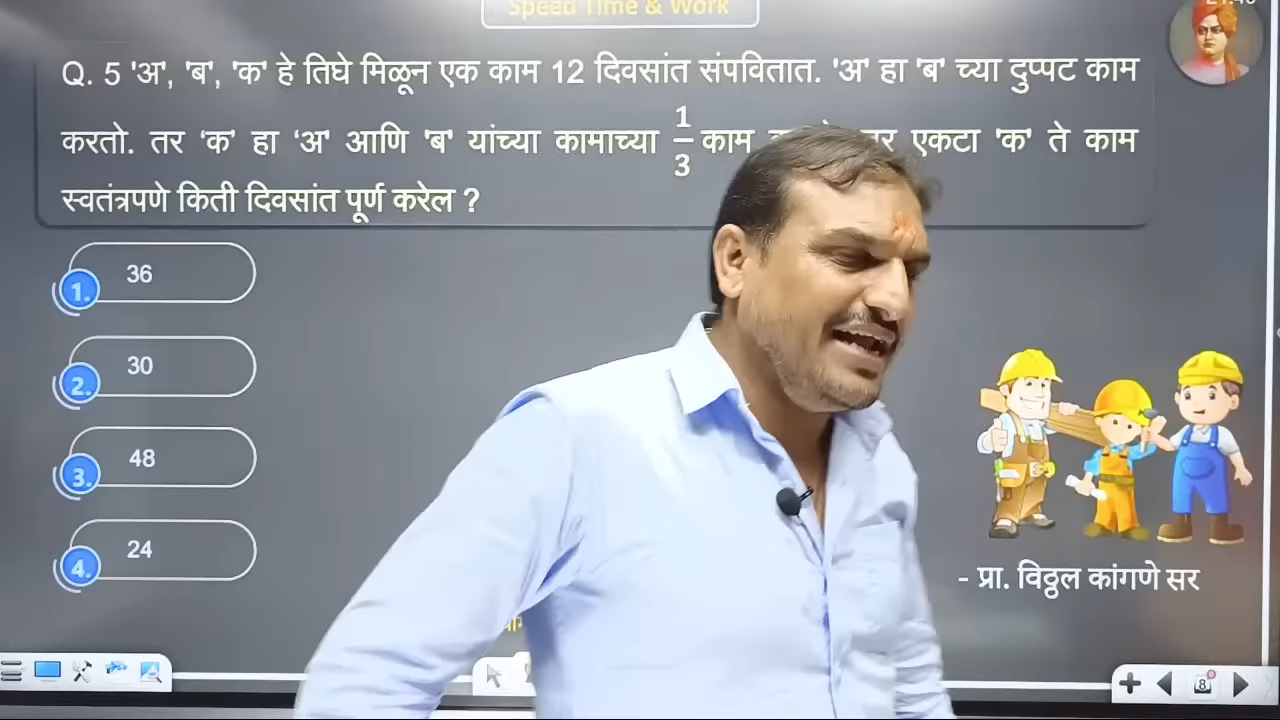 Speed Time & Work
Q. 5 'अ', 'ब', 'क' हे तिघे मिळून एक काम 12 दिवसांत संपवितात. 'अ' हा 'ब' च्या दुप्पट काम
करतो. तर 'क' हा 'अ' आणि 'ब' यांच्या कामाच्या 1/3 काम एकटा 'क' ते काम
स्वतंत्रपणे किती दिवसांत पूर्ण करेल ?
1. 36
2. 30
3. 48
4. 24
- प्रा. विठ्ठल कांगणे सर
8